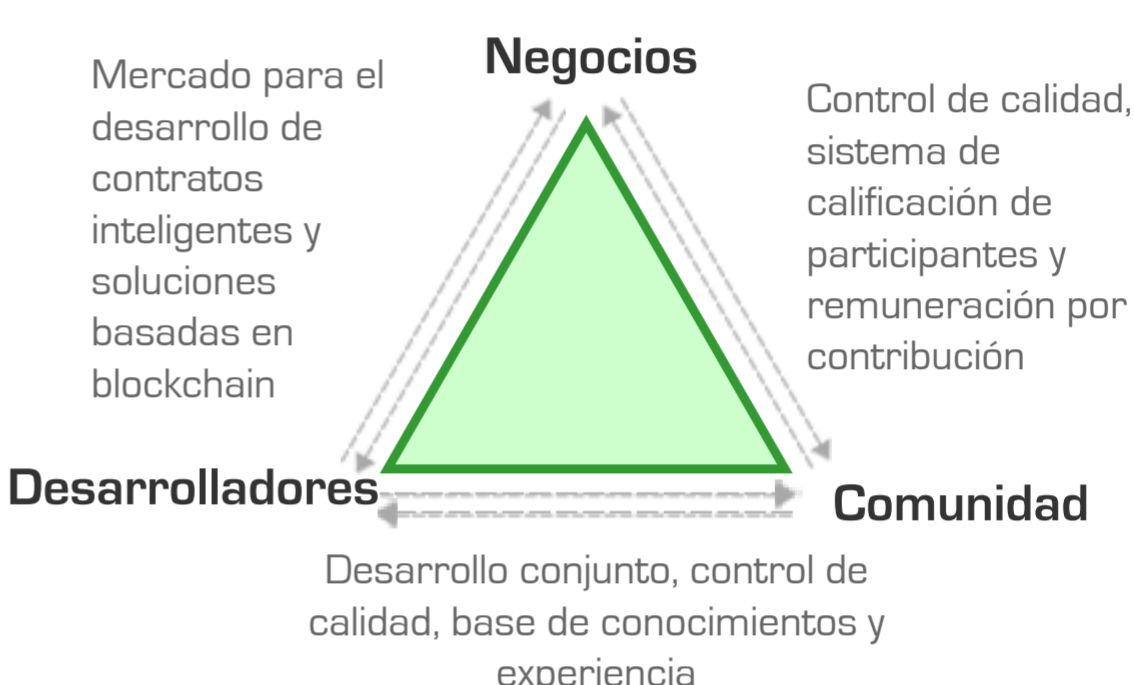 Negocios
Mercado para el
desarrollo de
contratos
inteligentes y
soluciones
basadas en
blockchain
Control de calidad,
sistema de
calificación de
participantes y
remuneración por
contribución
Desarrolladores
Comunidad
Desarrollo conjunto, control de
calidad, base de conocimientos y
experiencia